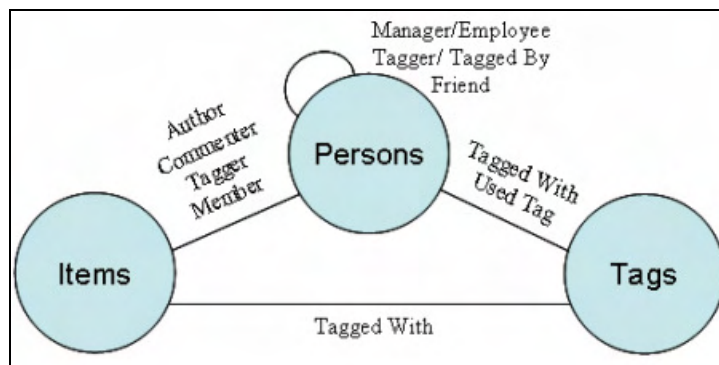 Manager/Employee
Tagger/ Tagged By
Friend
Author
Commenter
Tagger
Member
Persons
Tagged With
Used Tag
Items
Tags
Tagged With